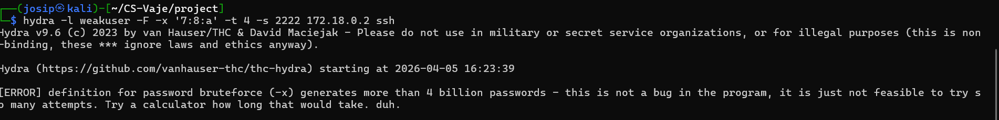 ┌──(josip㉿kali)-[~/CS-Vaje/project]
└─$ hydra -l weakuser -F -x '7:8:a' -t 4 -s 2222 172.18.0.2 ssh
Hydra v9.6 (c) 2023 by van Hauser/THC & David Maciejak - Please do not use in military or secret service organizations, or for illegal purposes (this is non
-binding, these *** ignore laws and ethics anyway).
Hydra (https://github.com/vanhauser-thc/thc-hydra) starting at 2026-04-05 16:23:39
[ERROR] definition for password bruteforce (-x) generates more than 4 billion passwords - this is not a bug in the program, it is just not feasible to try s
o many attempts. Try a calculator how long that would take. duh.